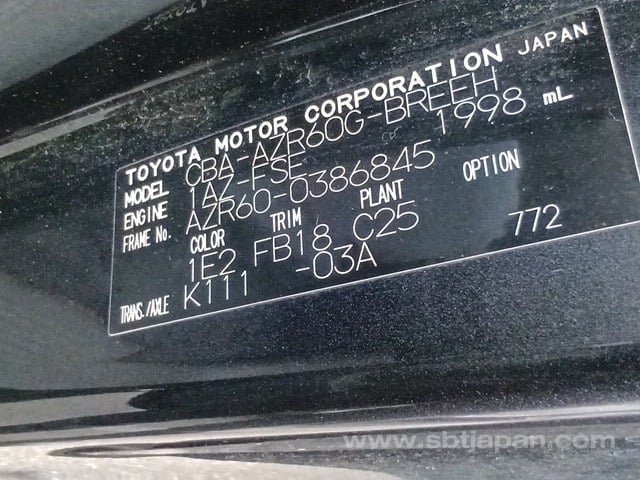 TOYOTA MOTOR CORPORATION JAPAN
MODEL CBA-AZR60G-BREEH
ENGINE 1AZ-FSE 1998 mL
FRAME No. AZR60-0386845
COLOR TRIM PLANT OPTION
1E2 FB18 C25 772
TRANS./AXLE K111 -03A
www.sbtjapan.com